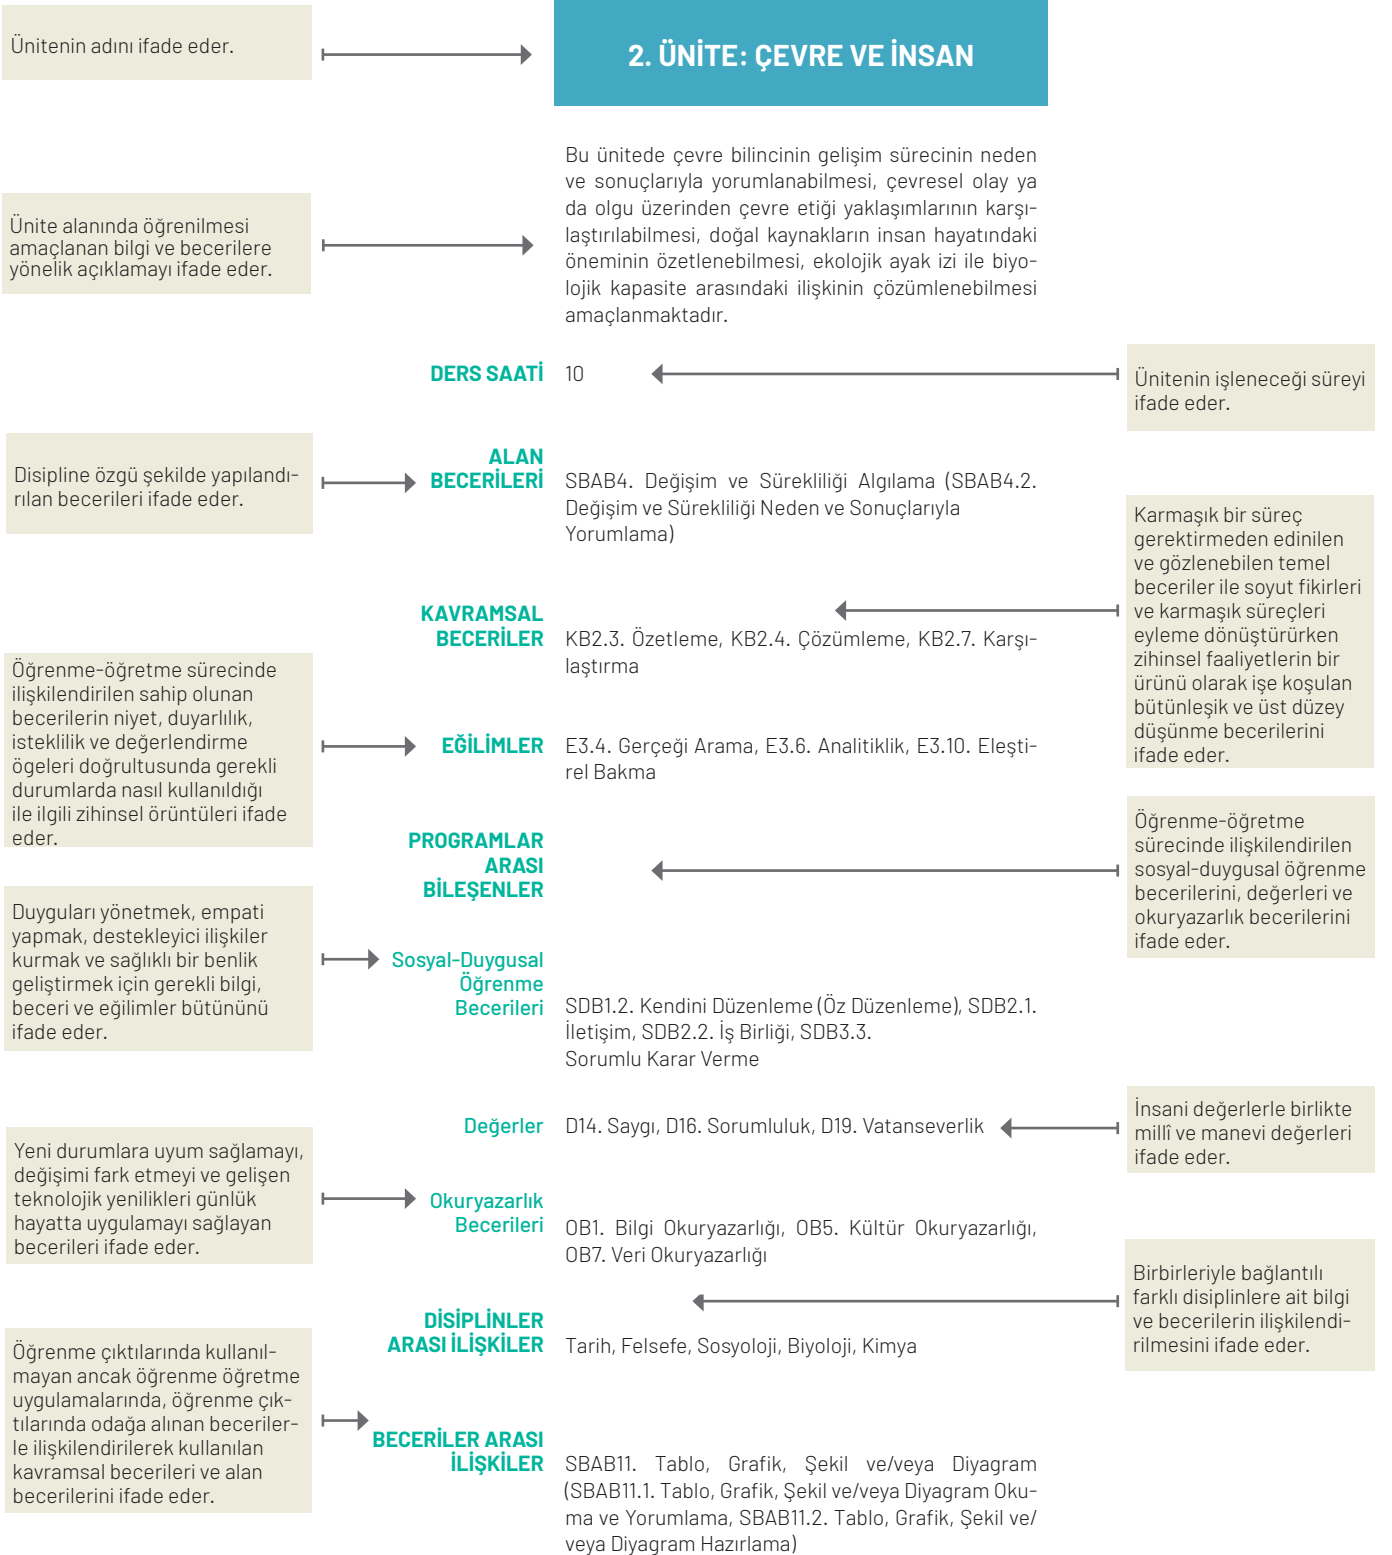 Ünitenin adını ifade eder.
2. ÜNİTE: ÇEVRE VE İNSAN
Ünite alanında öğrenilmesi
amaçlanan bilgi ve becerilere
yönelik açıklamayı ifade eder.
Bu ünitede çevre bilincinin gelişim sürecinin neden
ve sonuçlarıyla yorumlanabilmesi, çevresel olay ya
da olgu üzerinden çevre etiği yaklaşımlarının karşı-
laştırılabilmesi, doğal kaynakların insan hayatındaki
öneminin özetlenebilmesi, ekolojik ayak izi ile biyo-
lojik kapasite arasındaki ilişkinin çözümlenebilmesi
amaçlanmaktadır.
DERS SAATİ
10
Ünitenin işleneceği süreyi
ifade eder.
Disipline özgü şekilde yapılandı-
rılan becerileri ifade eder.
ALAN
BECERİLERİ
SBAB4. Değişim ve Sürekliliği Algılama (SBAB4.2.
Değişim ve Sürekliliği Neden ve Sonuçlarıyla
Yorumlama)
Karmaşık bir süreç
gerektirmeden edinilen
ve gözlenebilen temel
beceriler ile soyut fikirleri
ve karmaşık süreçleri
eyleme dönüştürürken
zihinsel faaliyetlerin bir
ürünü olarak işe koşulan
bütünleşik ve üst düzey
düşünme becerilerini
ifade eder.
KAVRAMSAL
BECERİLER
KB2.3. Özetleme, KB2.4. Çözümleme, KB2.7. Karşı-
laştırma
Öğrenme-öğretme sürecinde
ilişkilendirilen sahip olunan
becerilerin niyet, duyarlılık,
isteklilik ve değerlendirme
ögeleri doğrultusunda gerekli
durumlarda nasıl kullanıldığı
ile ilgili zihinsel örüntüleri ifade
eder.
EĞİLİMLER
E3.4. Gerçeği Arama, E3.6. Analitiklik, E3.10. Eleşti-
rel Bakma
PROGRAMLAR
ARASI
BİLEŞENLER
Öğrenme-öğretme
sürecinde ilişkilendirilen
sosyal-duygusal öğrenme
becerilerini, değerleri ve
okuryazarlık becerilerini
ifade eder.
Duyguları yönetmek, empati
yapmak, destekleyici ilişkiler
kurmak ve sağlıklı bir benlik
geliştirmek için gerekli bilgi,
beceri ve eğilimler bütününü
ifade eder.
Sosyal-Duygusal
Öğrenme
Becerileri
SDB1.2. Kendini Düzenleme (Öz Düzenleme), SDB2.1.
İletişim, SDB2.2. İş Birliği, SDB3.3.
Sorumlu Karar Verme
Değerler
D14. Saygı, D16. Sorumluluk, D19. Vatanseverlik
İnsani değerlerle birlikte
millî ve manevi değerleri
ifade eder.
Yeni durumlara uyum sağlamayı,
değişimi fark etmeyi ve gelişen
teknolojik yenilikleri günlük
hayatta uygulamayı sağlayan
becerileri ifade eder.
Okuryazarlık
Becerileri
OB1. Bilgi Okuryazarlığı, OB5. Kültür Okuryazarlığı,
OB7. Veri Okuryazarlığı
Birbirleriyle bağlantılı
farklı disiplinlere ait bilgi
ve becerilerin ilişkilendi-
rilmesini ifade eder.
DİSİPLİNLER
ARASI İLİŞKİLER
Tarih, Felsefe, Sosyoloji, Biyoloji, Kimya
Öğrenme çıktılarında kullanıl-
mayan ancak öğrenme öğretme
uygulamalarında, öğrenme çık-
tılarında odağa alınan beceriler-
le ilişkilendirilerek kullanılan
kavramsal becerileri ve alan
becerilerini ifade eder.
BECERİLER ARASI
İLİŞKİLER
SBAB11. Tablo, Grafik, Şekil ve/veya Diyagram
(SBAB11.1. Tablo, Grafik, Şekil ve/veya Diyagram Oku-
ma ve Yorumlama, SBAB11.2. Tablo, Grafik, Şekil ve/
veya Diyagram Hazırlama)